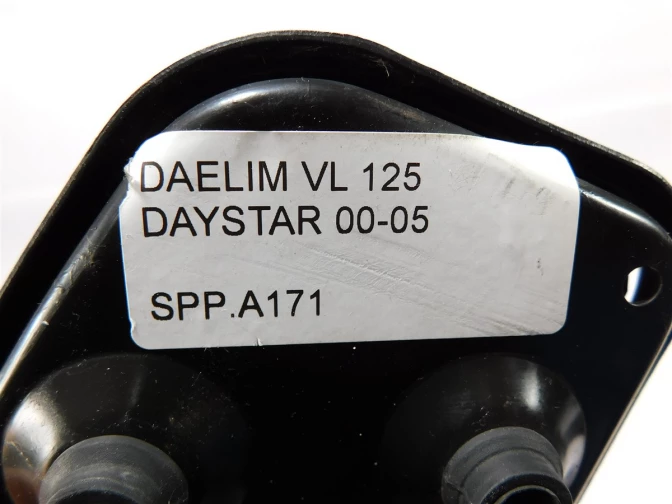 DAELIM VL 125
DAYSTAR 00-05
SPP.A171